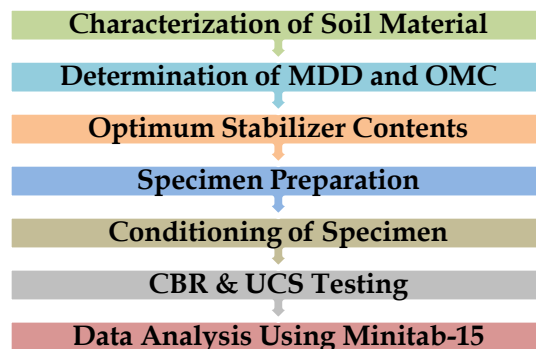 Characterization of Soil Material
Determination of MDD and OMC
Optimum Stabilizer Contents
Specimen Preparation
Conditioning of Specimen
CBR & UCS Testing
Data Analysis Using Minitab-15